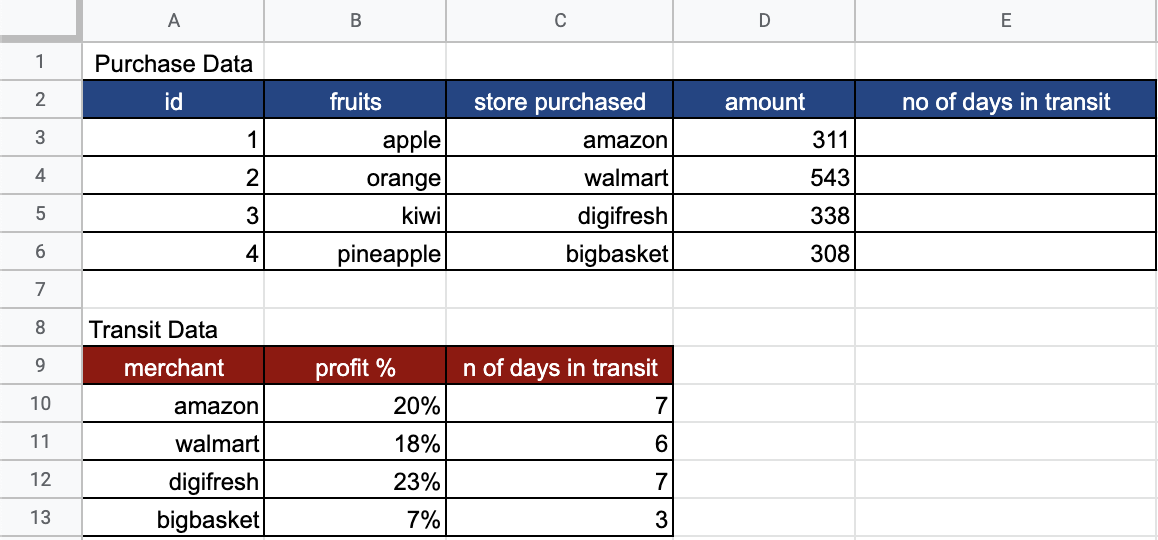 A B C D E
1 Purchase Data
2 id fruits store purchased amount no of days in transit
3 1 apple amazon 311
4 2 orange walmart 543
5 3 kiwi digifresh 338
6 4 pineapple bigbasket 308
7
8 Transit Data
9 merchant profit % n of days in transit
10 amazon 20% 7
11 walmart 18% 6
12 digifresh 23% 7
13 bigbasket 7% 3